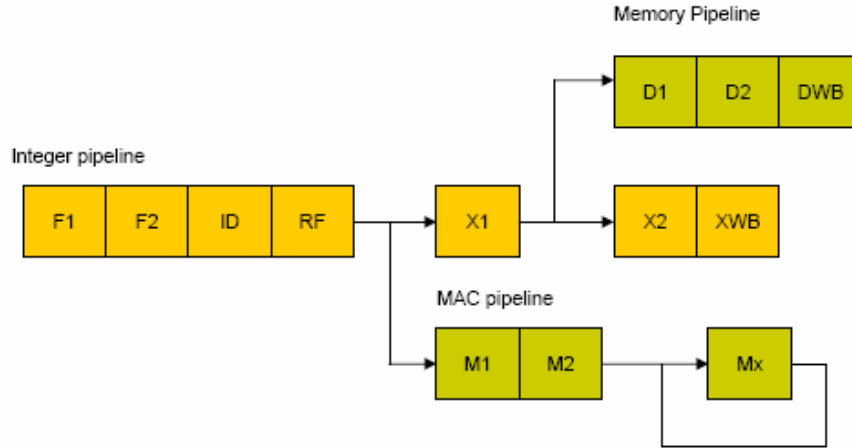 Memory Pipeline
D1 D2 DWB
Integer pipeline
F1 F2 ID RF X1 X2 XWB
MAC pipeline
M1 M2 Mx